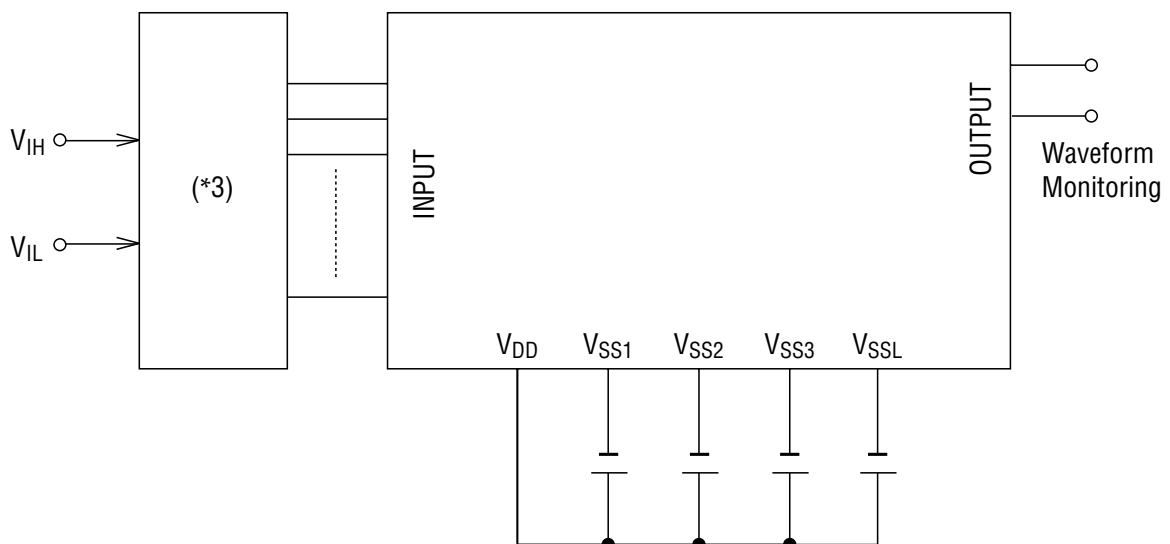 V_IH
V_IL
(*3)
INPUT
OUTPUT
Waveform
Monitoring
V_DD V_SS1 V_SS2 V_SS3 V_SSL